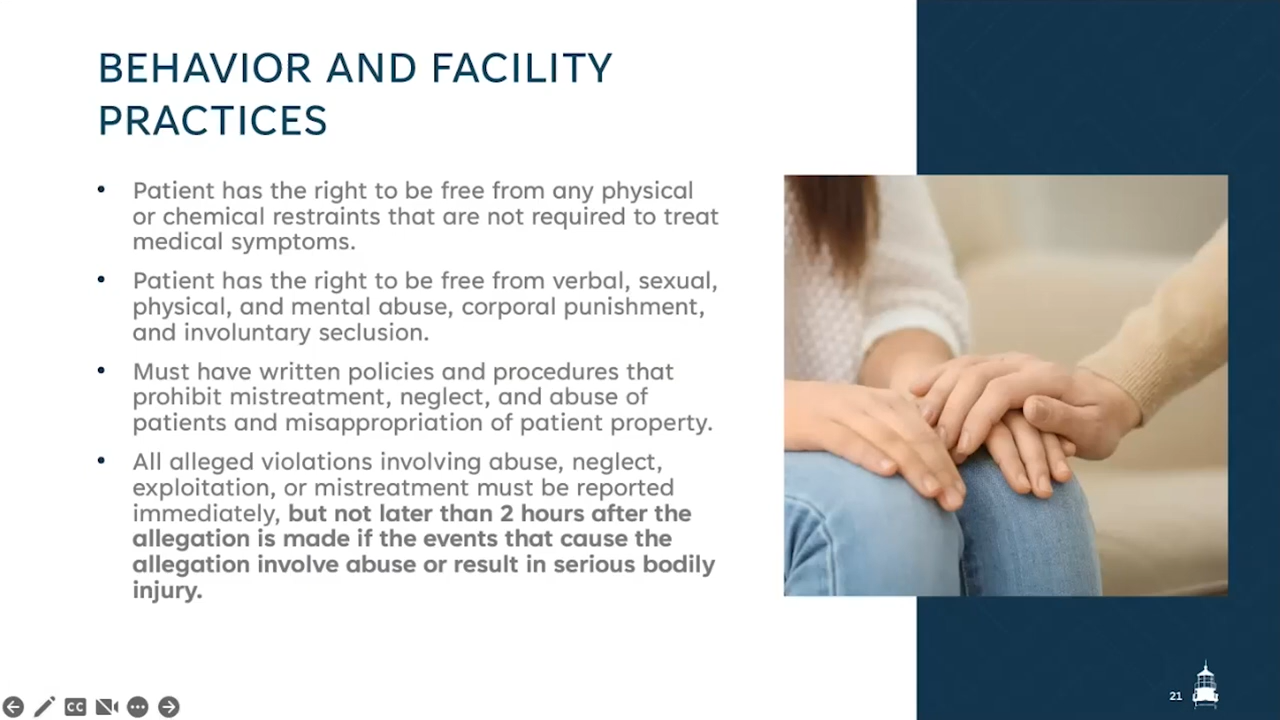 BEHAVIOR AND FACILITY
PRACTICES
• Patient has the right to be free from any physical
or chemical restraints that are not required to treat
medical symptoms.
• Patient has the right to be free from verbal, sexual,
physical, and mental abuse, corporal punishment,
and involuntary seclusion.
• Must have written policies and procedures that
prohibit mistreatment, neglect, and abuse of
patients and misappropriation of patient property.
• All alleged violations involving abuse, neglect,
exploitation, or mistreatment must be reported
immediately, but not later than 2 hours after the
allegation is made if the events that cause the
allegation involve abuse or result in serious bodily
injury.
CC
21